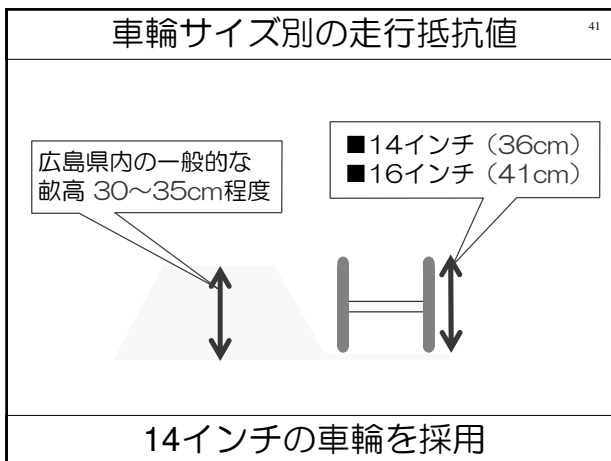 車輪サイズ別の走行抵抗値
41
広島県内の一般的な
畝高 30～35cm程度
■14インチ（36cm）
■16インチ（41cm）
14インチの車輪を採用